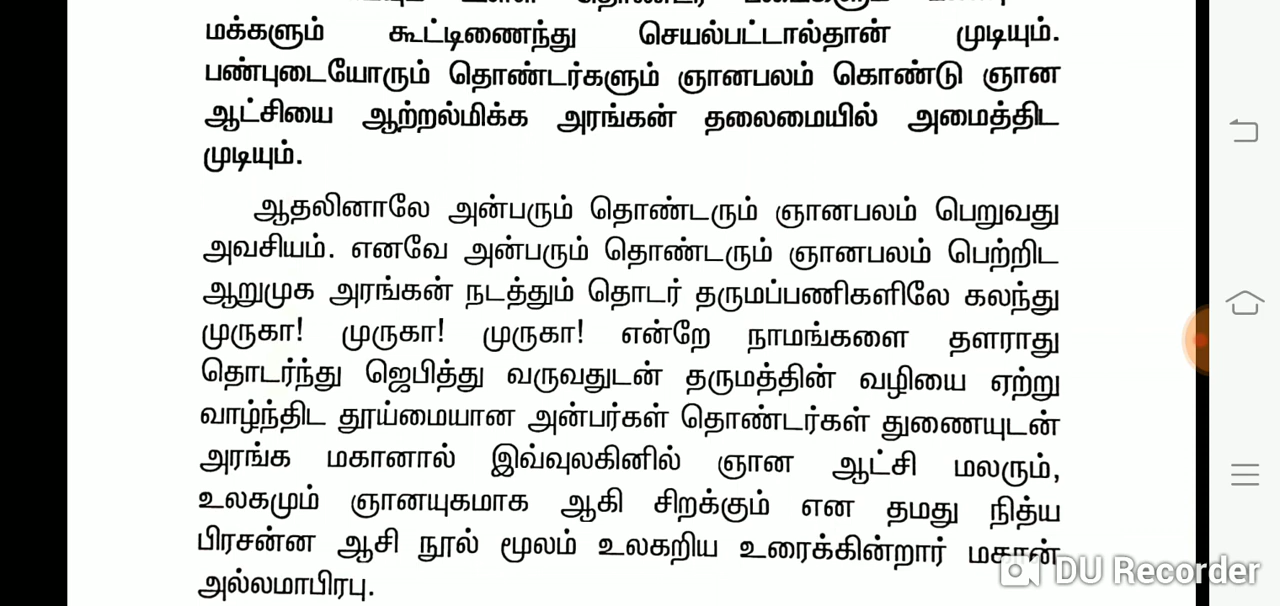 மக்களும் கூட்டிணைந்து செயல்பட்டால்தான் முடியும்.
பண்புடையோரும் தொண்டர்களும் ஞானபலம் கொண்டு ஞான
ஆட்சியை ஆற்றல்மிக்க அரங்கன் தலைமையில் அமைத்திட
முடியும்.
ஆதலினாலே அன்பரும் தொண்டரும் ஞானபலம் பெறுவது
அவசியம். எனவே அன்பரும் தொண்டரும் ஞானபலம் பெற்றிட
ஆறுமுக அரங்கன் நடத்தும் தொடர் தருமப்பணிகளிலே கலந்து
முருகா! முருகா! முருகா! என்றே நாமங்களை தளராது
தொடர்ந்து ஜெபித்து வருவதுடன் தருமத்தின் வழியை ஏற்று
வாழ்ந்திட தூய்மையான அன்பர்கள் தொண்டர்கள் துணையுடன்
அரங்க மகானால் இவ்வுலகினில் ஞான ஆட்சி மலரும்,
உலகமும் ஞானயுகமாக ஆகி சிறக்கும் என தமது நித்ய
பிரசன்ன ஆசி நூல் மூலம் உலகறிய உரைக்கின்றார் மகான்
அல்லமாபிரபு.
DU Recorder